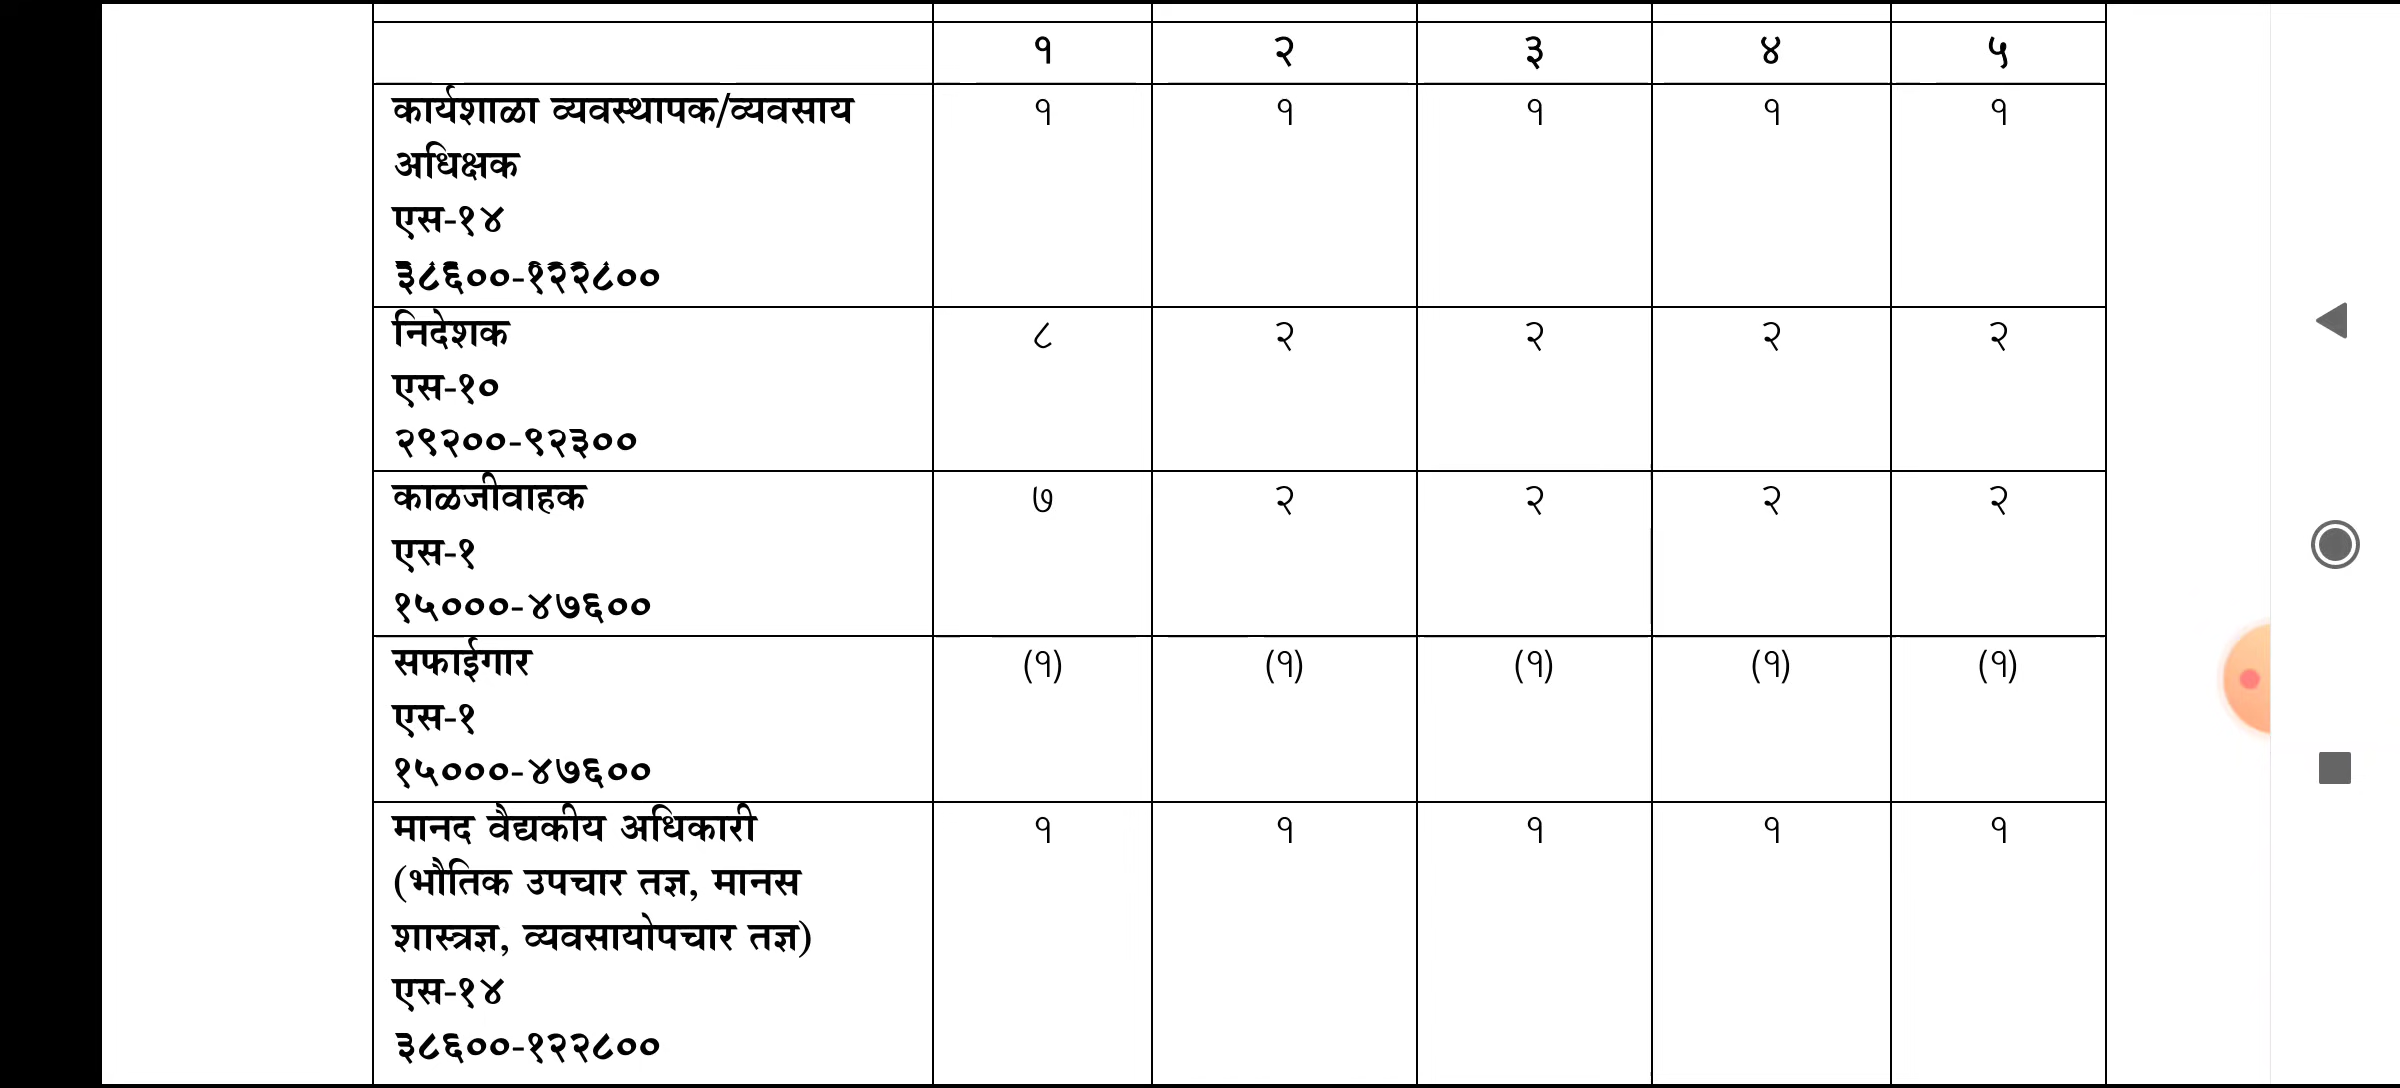 १ २ ३ ४ ५
कार्यशाळा व्यवस्थापक/व्यवसाय १ १ १ १ १
अधिक्षक
एस-१४
३८६००-१२२८००
निदेशक ८ २ २ २ २
एस-१०
२९२००-९२३००
काळजीवाहक ७ २ २ २ २
एस-१
१५०००-४७६००
सफाईगार (१) (१) (१) (१) (१)
एस-१
१५०००-४७६००
मानद वैद्यकीय अधिकारी १ १ १ १ १
(भौतिक उपचार तज्ञ, मानस
शास्त्रज्ञ, व्यवसायोपचार तज्ञ)
एस-१४
३८६००-१२२८००